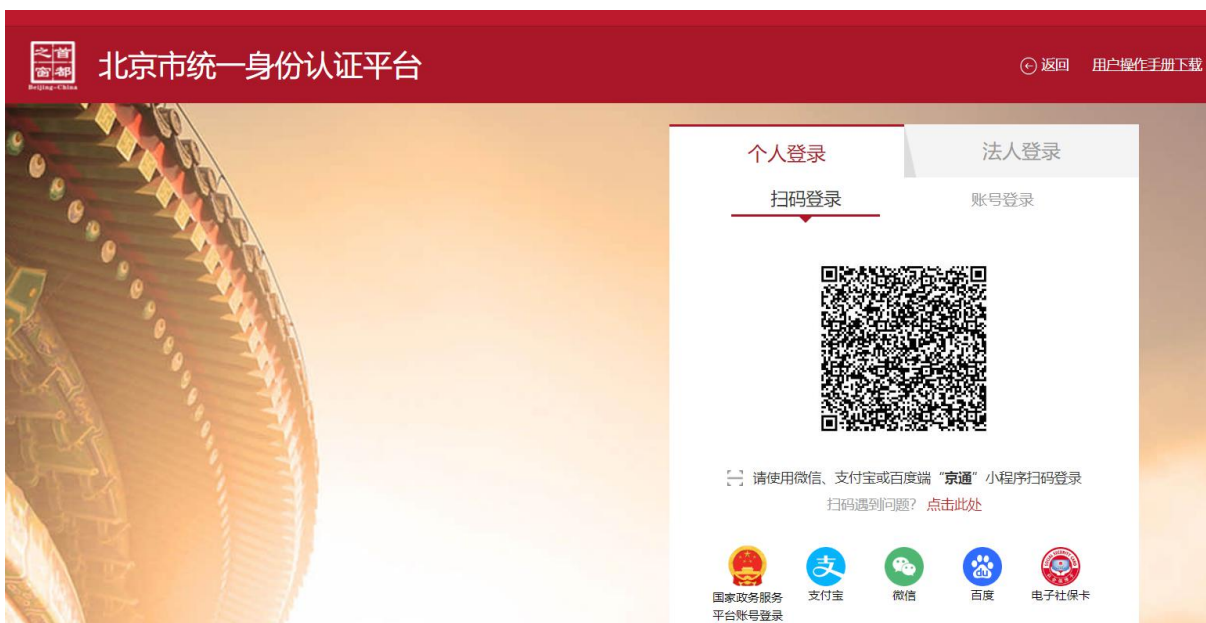 首都之窗
Beijing-China
北京市统一身份认证平台
返回 用户操作手册下载
个人登录 法人登录
扫码登录 账号登录
请使用微信、支付宝或百度端“京通”小程序扫码登录
扫码遇到问题？ 点击此处
国家政务服务平台账号登录
支付宝
微信
du
百度
电子社保卡